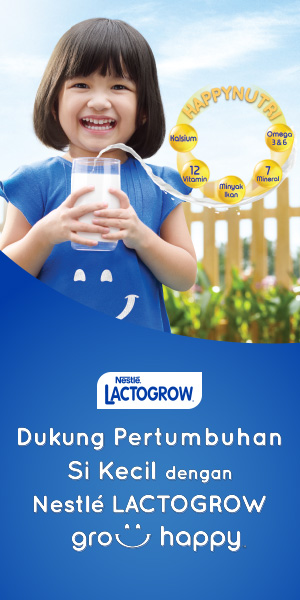 HAPPYNUTRI
Kalsium
Omega
3 & 6
12
Vitamin
Minyak
Ikan
7
Mineral
Nestlé
LACTOGROW
Dukung Pertumbuhan
Si Kecil dengan
Nestlé LACTOGROW
grow happy